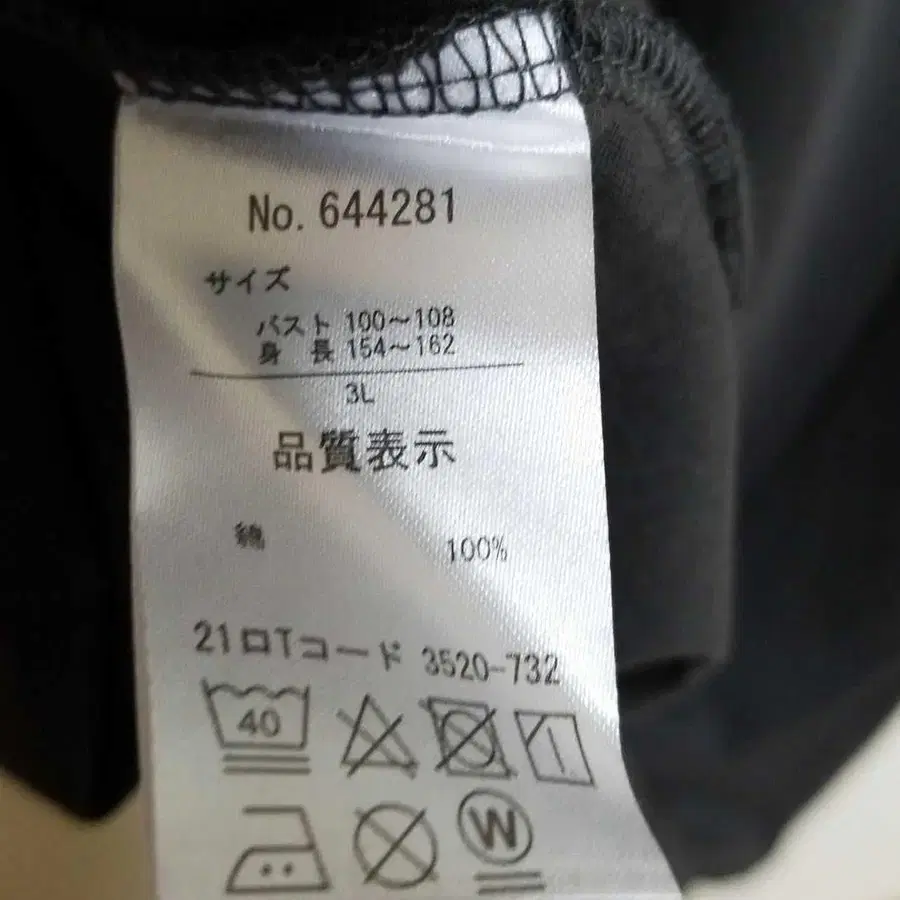 No. 644281
サイズ
バスト 100～108
身長 154～162
3L
品質表示
綿 100%
21ロTコード 3520-732
40
W